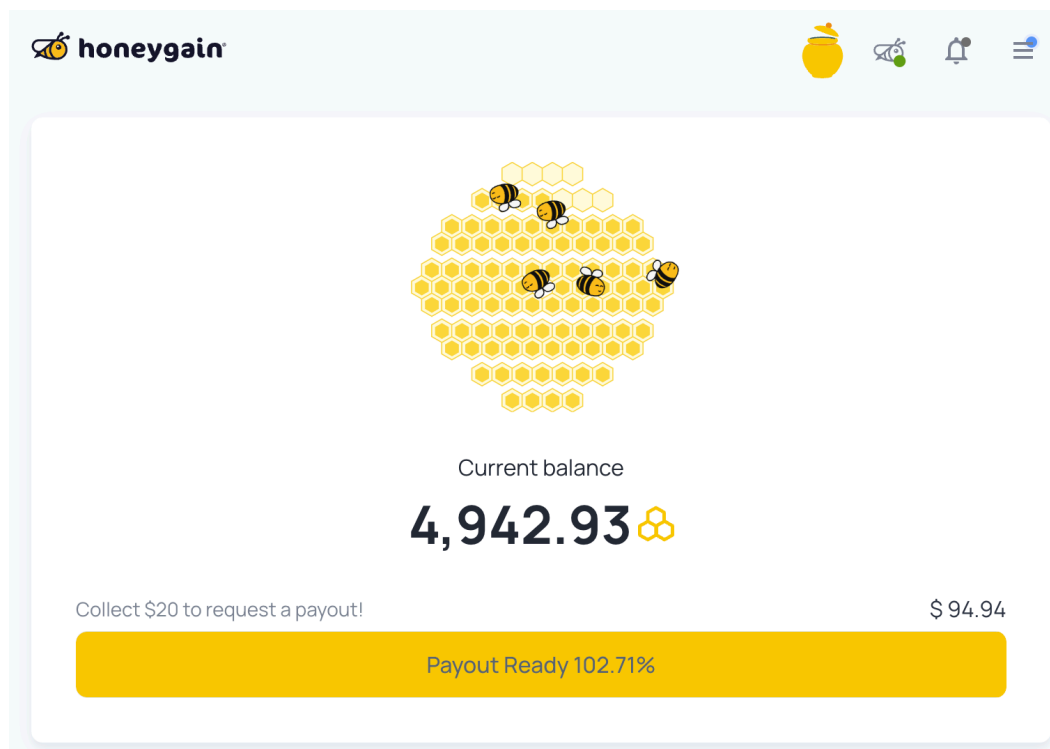 honeygain
Current balance
4,942.93
Collect $20 to request a payout!
$ 94.94
Payout Ready 102.71%